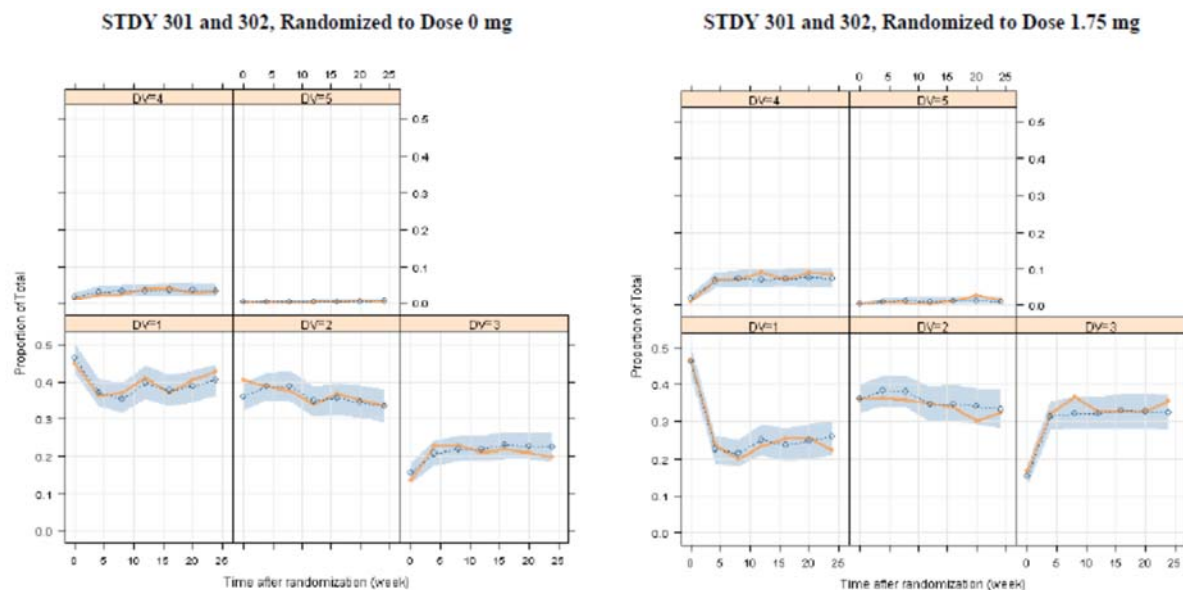 STDY 301 and 302, Randomized to Dose 0 mg
0 5 10 15 20 25
DV=4 DV=5
0.5
0.4
0.3
0.2
0.1
0.0
DV=1 DV=2 DV=3
0.5
0.4
0.3
0.2
0.1
0.0
Proportion of Total
0 5 10 15 20 25 0 5 10 15 20 25
Time after randomization (week)
STDY 301 and 302, Randomized to Dose 1.75 mg
0 5 10 15 20 25
DV=4 DV=5
0.5
0.4
0.3
0.2
0.1
0.0
DV=1 DV=2 DV=3
0.5
0.4
0.3
0.2
0.1
0.0
Proportion of Total
0 5 10 15 20 25 0 5 10 15 20 25
Time after randomization (week)